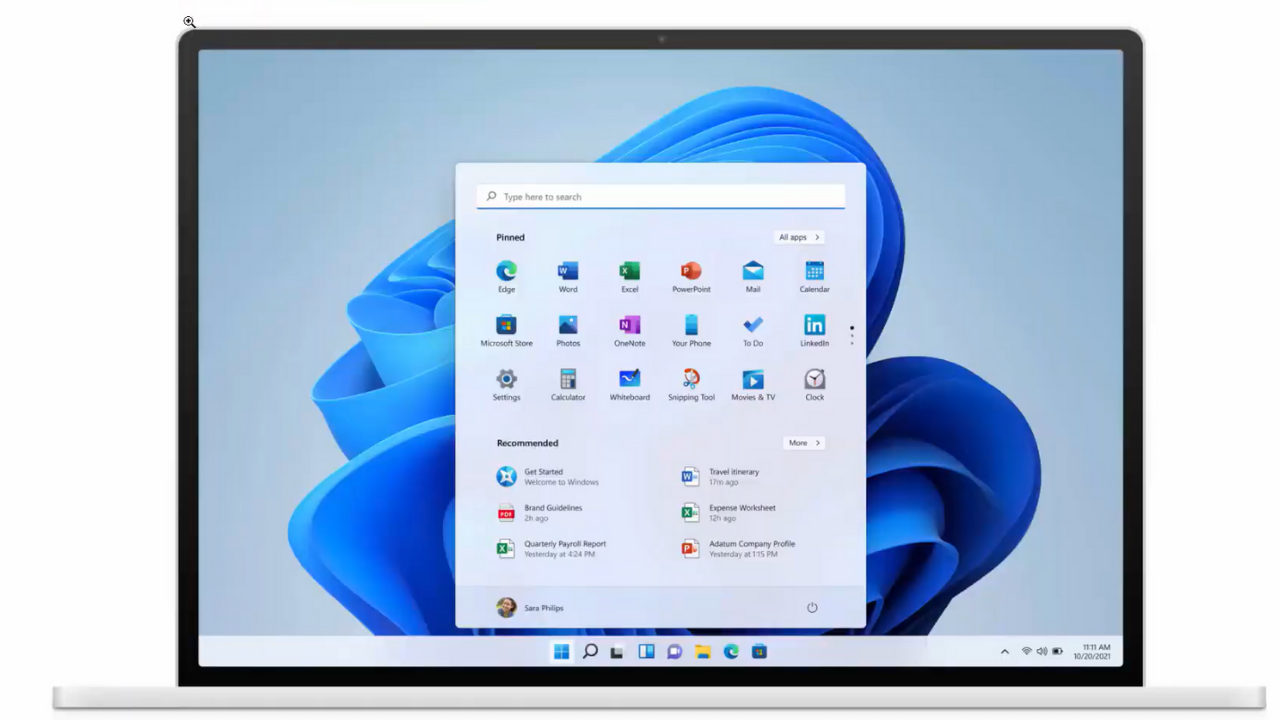 Type here to search
Pinned
All apps
Edge
Word
Excel
PowerPoint
Mail
Calendar
Microsoft Store
Photos
OneNote
Your Phone
To Do
LinkedIn
Settings
Calculator
Whiteboard
Snipping Tool
Movies & TV
Clock
Recommended
More
Get Started
Welcome to Windows
Travel itinerary
17m ago
Brand Guidelines
2h ago
Expense Worksheet
12h ago
Quarterly Payroll Report
Yesterday at 4:24 PM
Adatum Company Profile
Yesterday at 1:15 PM
Sara Philips
11:11 AM
10/20/2021